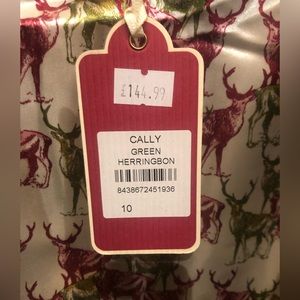 £144.99
CALLY
GREEN
HERRINGBON
8438672451936
10